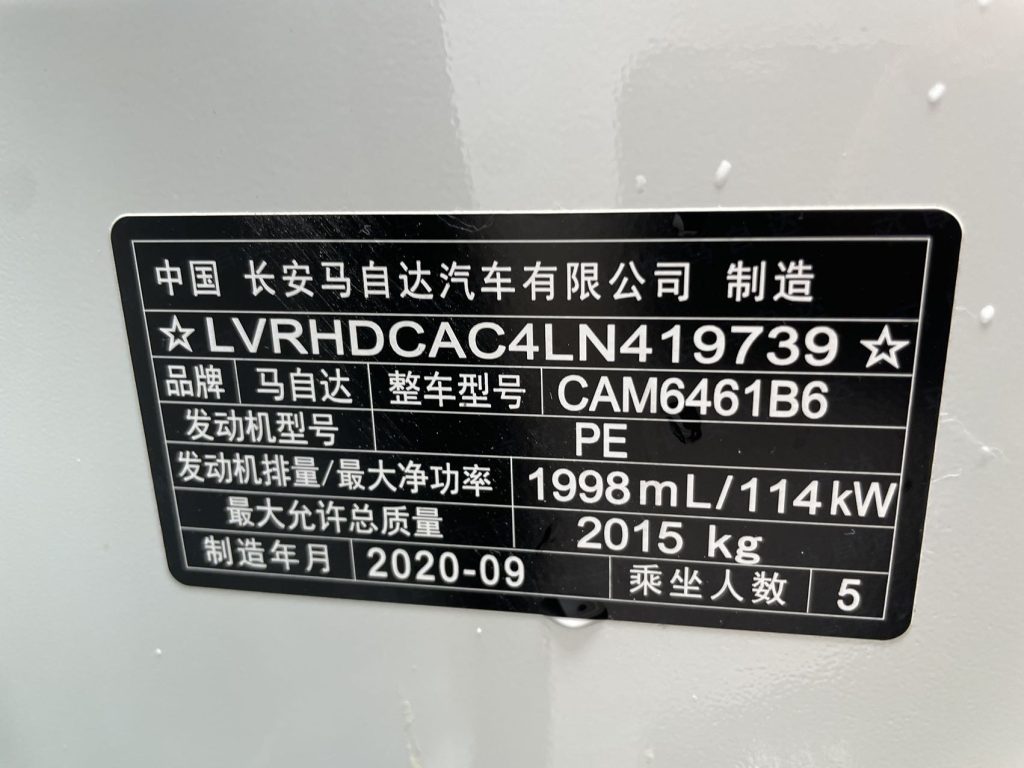 中国 长安马自达汽车有限公司 制造
☆LVRHDCAC4LN419739☆
品牌 马自达 整车型号 CAM6461B6
发动机型号 PE
发动机排量/最大净功率 1998mL/114kW
最大允许总质量 2015 kg
制造年月 2020-09 乘坐人数 5